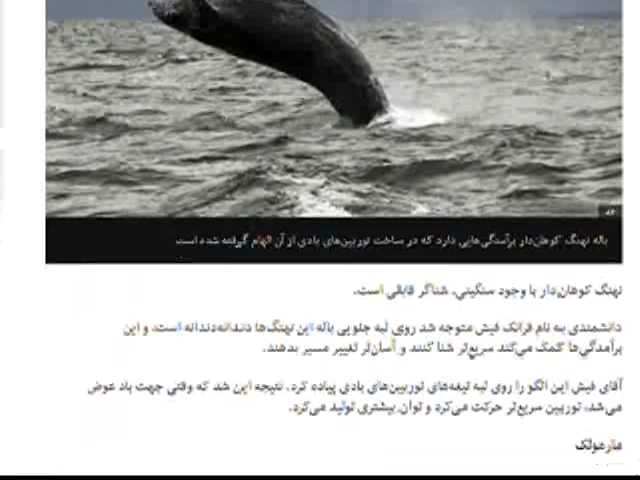 باله نهنگ کوهان‌دار برآمدگی‌هایی دارد که در ساخت توربین‌های بادی از آن الهام گرفته شده است
نهنگ کوهان‌دار با وجود سنگینی، شناگر قابلی است.
دانشمندی به نام فرانک فیش متوجه شد روی لبه جلویی باله این نهنگ‌ها دندانه‌دندانه است، و این
برآمدگی‌ها کمک می‌کند سریع‌تر شنا کنند و آسان‌تر تغییر مسیر بدهند.
آقای فیش این الگو را روی لبه تیغه‌های توربین‌های بادی پیاده کرد. نتیجه این شد که وقتی جهت باد عوض
می‌شد، توربین سریع‌تر حرکت می‌کرد و توان بیشتری تولید می‌کرد.
مارمولک